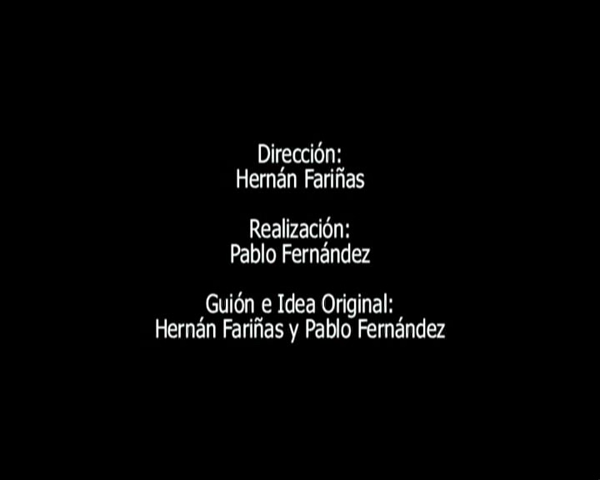 Dirección:
Hernán Fariñas
Realización:
Pablo Fernández
Guión e Idea Original:
Hernán Fariñas y Pablo Fernández